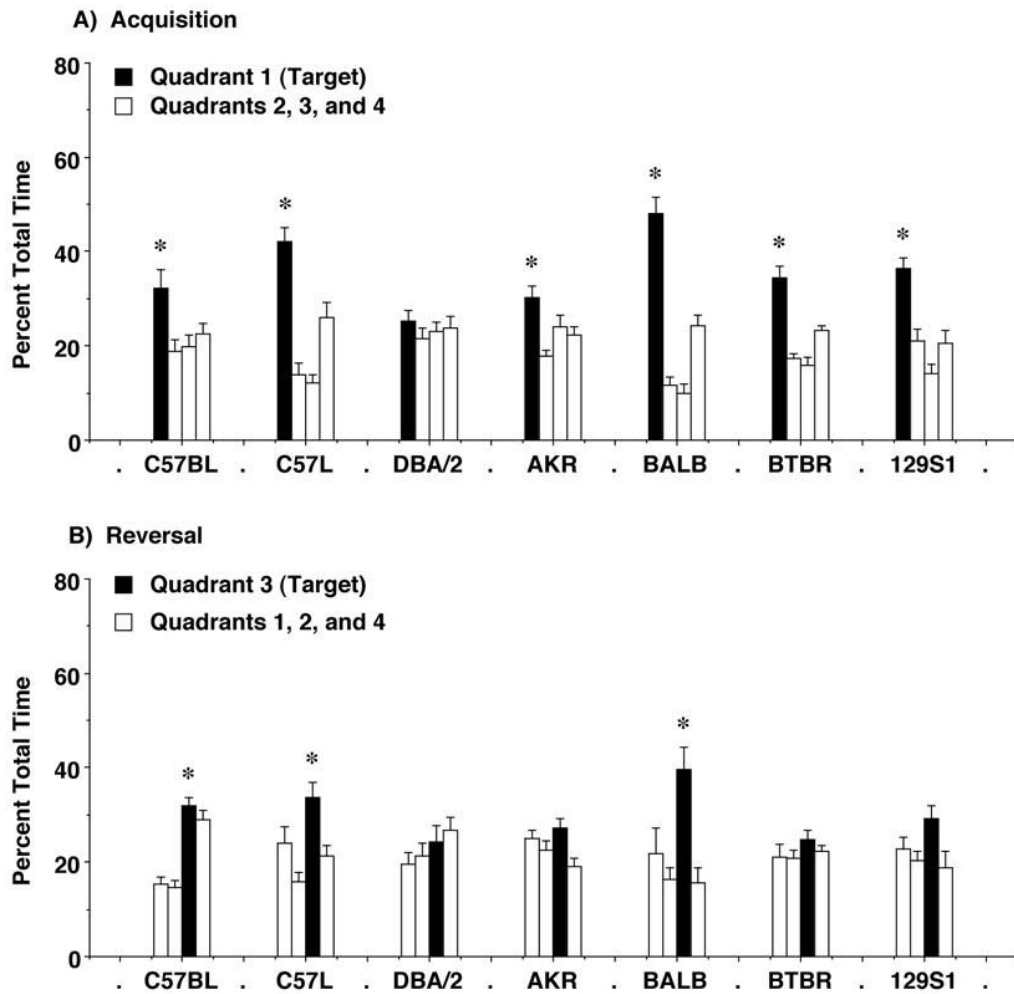 A) Acquisition
80
Quadrant 1 (Target)
Quadrants 2, 3, and 4
60
Percent Total Time
*
*
*
*
*
*
40
20
0
. C57BL . C57L . DBA/2 . AKR . BALB . BTBR . 129S1 .
B) Reversal
80
Quadrant 3 (Target)
Quadrants 1, 2, and 4
60
Percent Total Time
*
*
*
40
20
0
. C57BL . C57L . DBA/2 . AKR . BALB . BTBR . 129S1 .